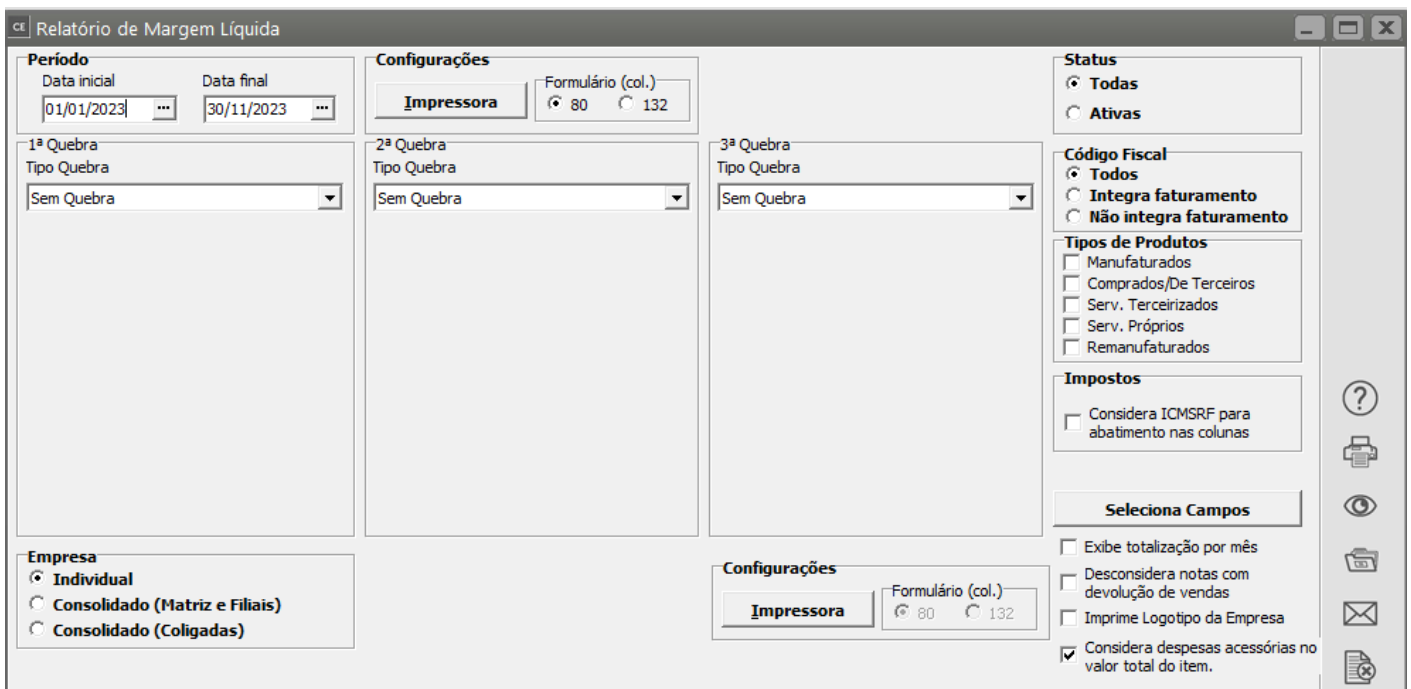 CE Relatório de Margem Líquida
Período
Data inicial
Data final
01/01/2023 ...
30/11/2023 ...
Configurações
Impressora
Formulário (col.)
80 132
Status
Todas
Ativas
1ª Quebra
Tipo Quebra
Sem Quebra
2ª Quebra
Tipo Quebra
Sem Quebra
3ª Quebra
Tipo Quebra
Sem Quebra
Código Fiscal
Todos
Integra faturamento
Não integra faturamento
Tipos de Produtos
Manufaturados
Comprados/De Terceiros
Serv. Terceirizados
Serv. Próprios
Remanufaturados
Impostos
Considera ICMSRF para
abatimento nas colunas
Seleciona Campos
Exibe totalização por mês
Desconsidera notas com
devolução de vendas
Imprime Logotipo da Empresa
Considera despesas acessórias no
valor total do item.
Empresa
Individual
Consolidado (Matriz e Filiais)
Consolidado (Coligadas)
Configurações
Impressora
Formulário (col.)
80 132